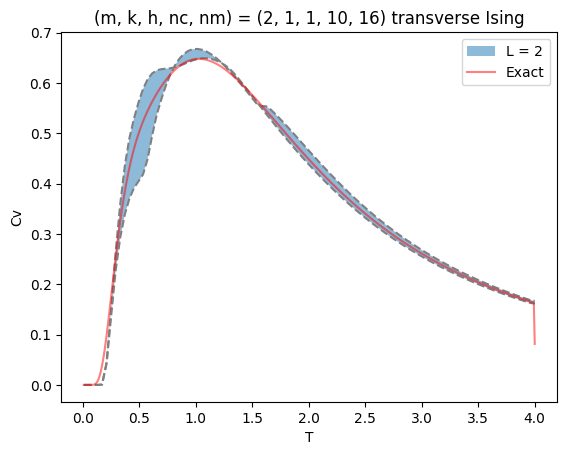 (m, k, h, nc, nm) = (2, 1, 1, 10, 16) transverse Ising
L = 2
Exact
Cv
0.7
0.6
0.5
0.4
0.3
0.2
0.1
0.0
0.0 0.5 1.0 1.5 2.0 2.5 3.0 3.5 4.0
T